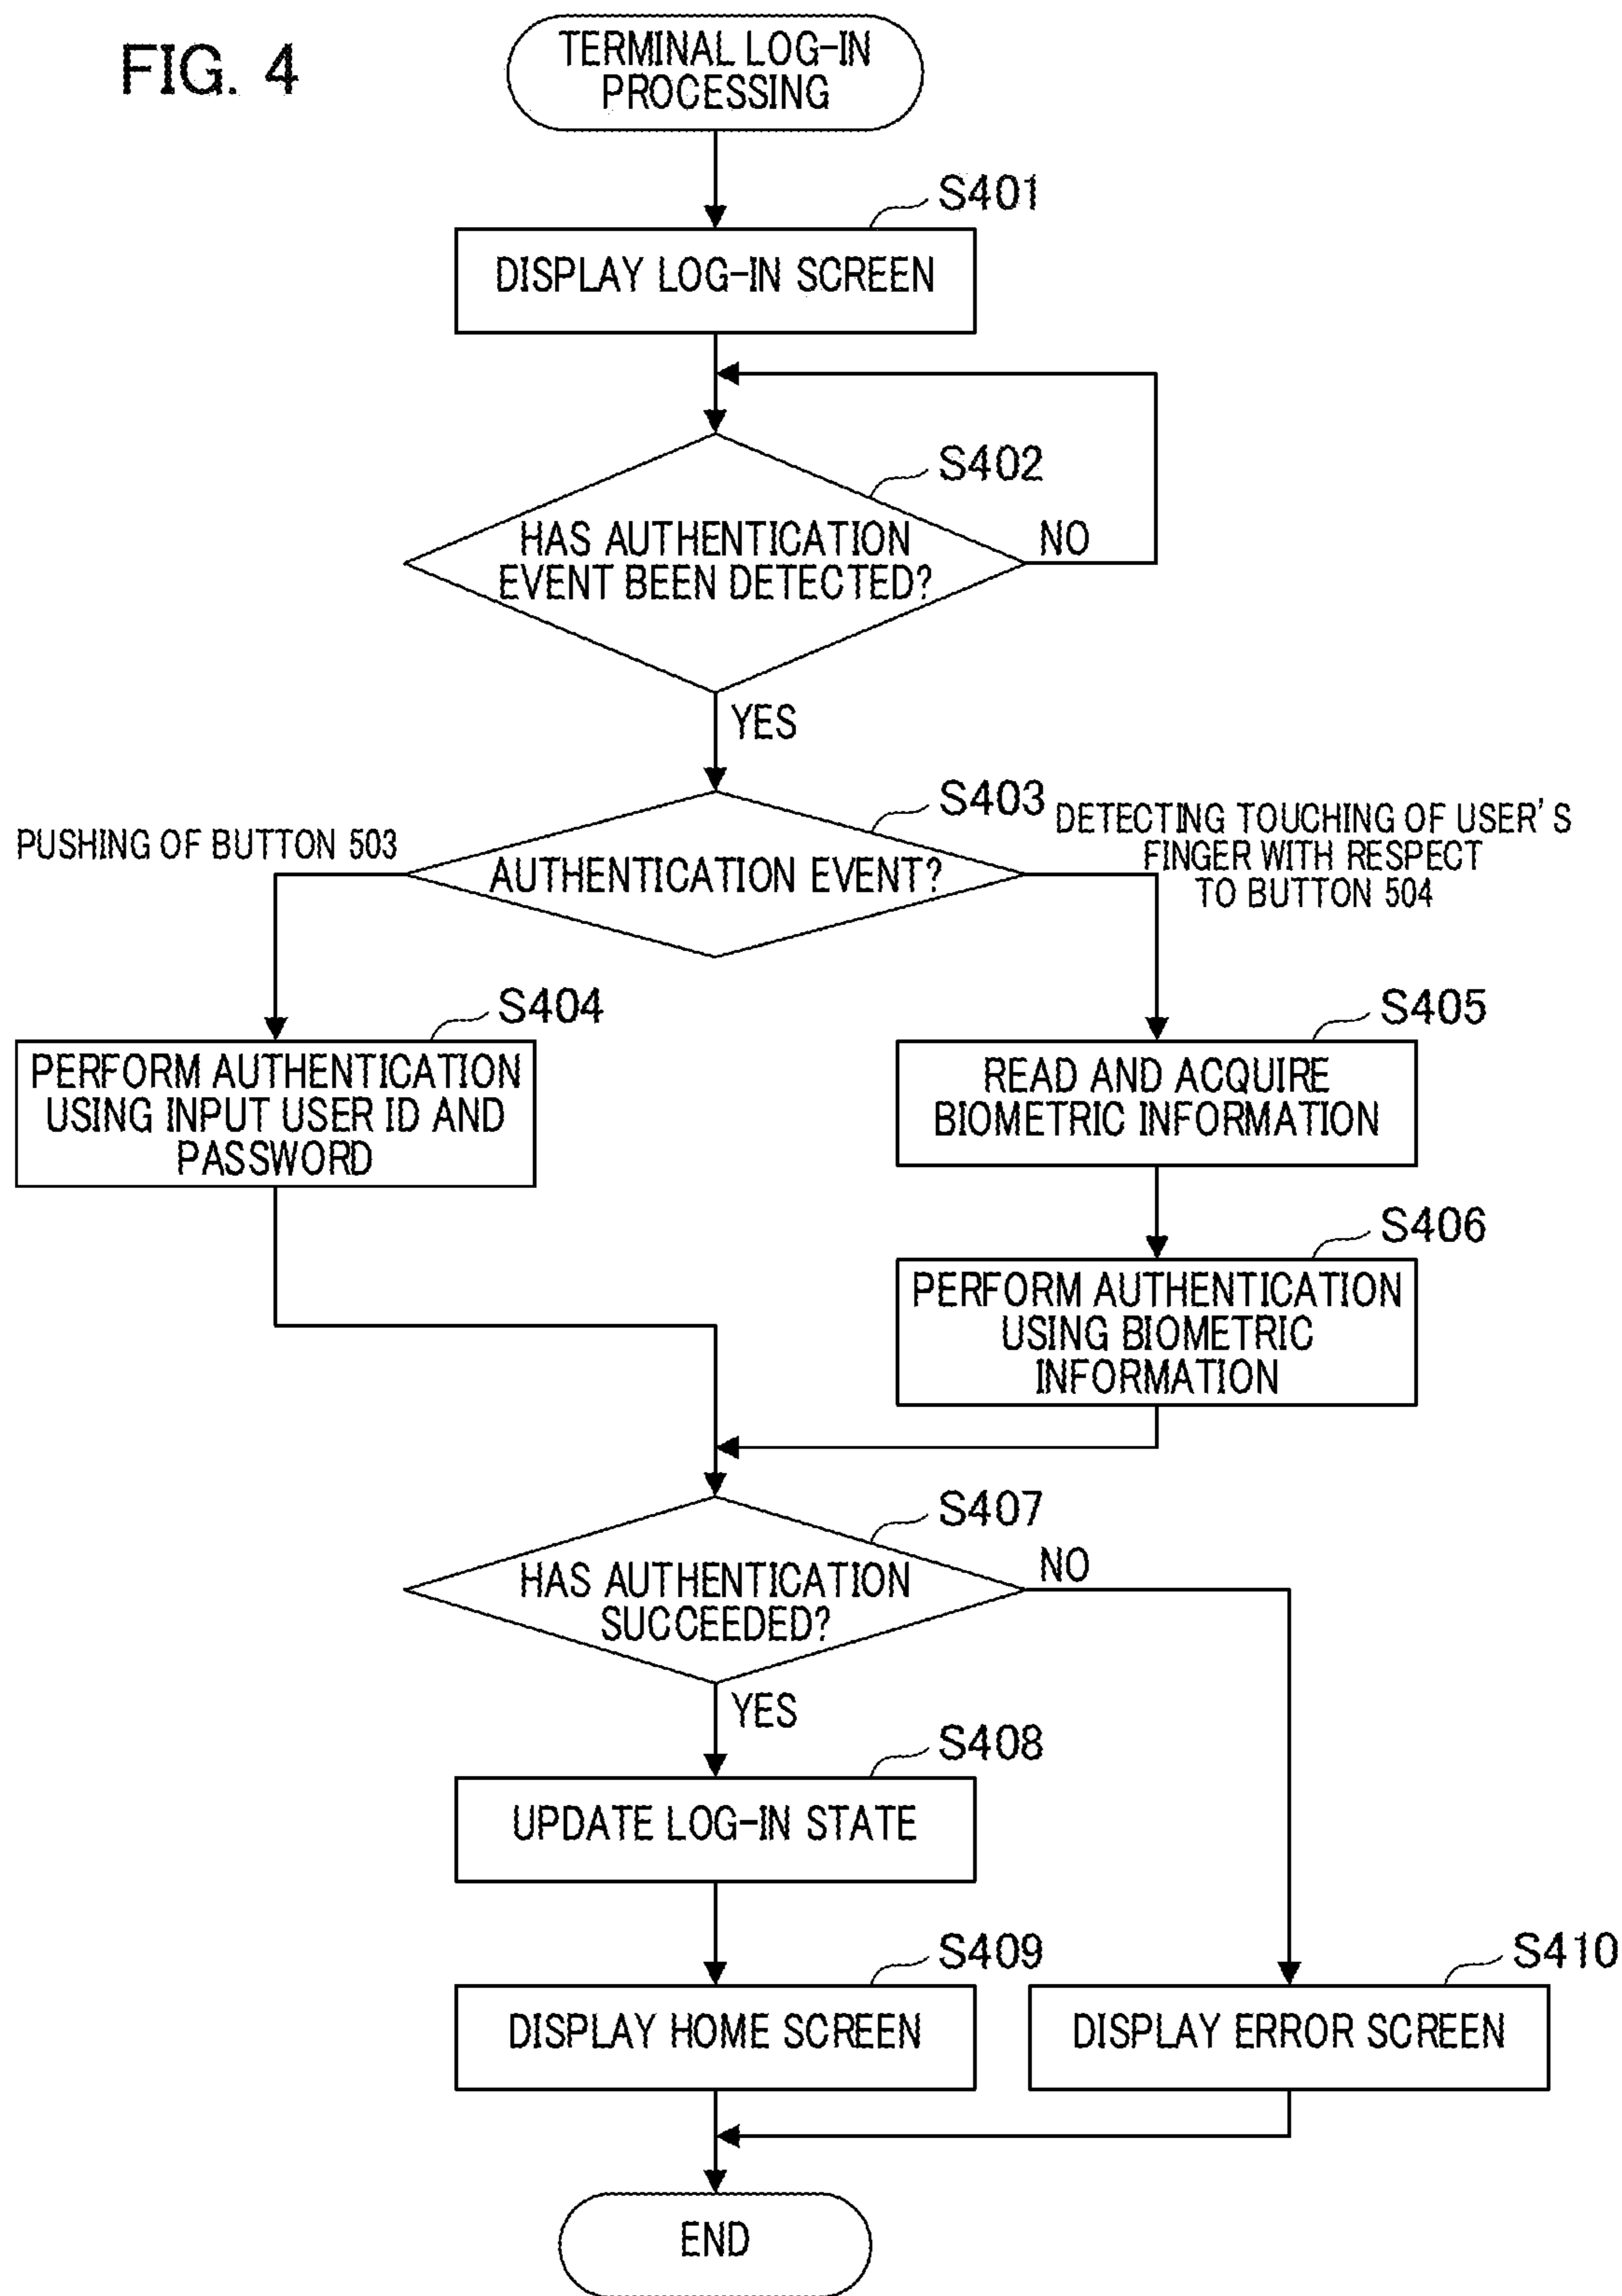 FIG. 4
TERMINAL LOG-IN
PROCESSING
S401
DISPLAY LOG-IN SCREEN
S402
HAS AUTHENTICATION
EVENT BEEN DETECTED?
NO
YES
S403
PUSHING OF BUTTON 503
AUTHENTICATION EVENT?
DETECTING TOUCHING OF USER'S
FINGER WITH RESPECT
TO BUTTON 504
S404
PERFORM AUTHENTICATION
USING INPUT USER ID AND
PASSWORD
S405
READ AND ACQUIRE
BIOMETRIC INFORMATION
S406
PERFORM AUTHENTICATION
USING BIOMETRIC
INFORMATION
S407
HAS AUTHENTICATION
SUCCEEDED?
NO
YES
S408
UPDATE LOG-IN STATE
S409
DISPLAY HOME SCREEN
S410
DISPLAY ERROR SCREEN
END